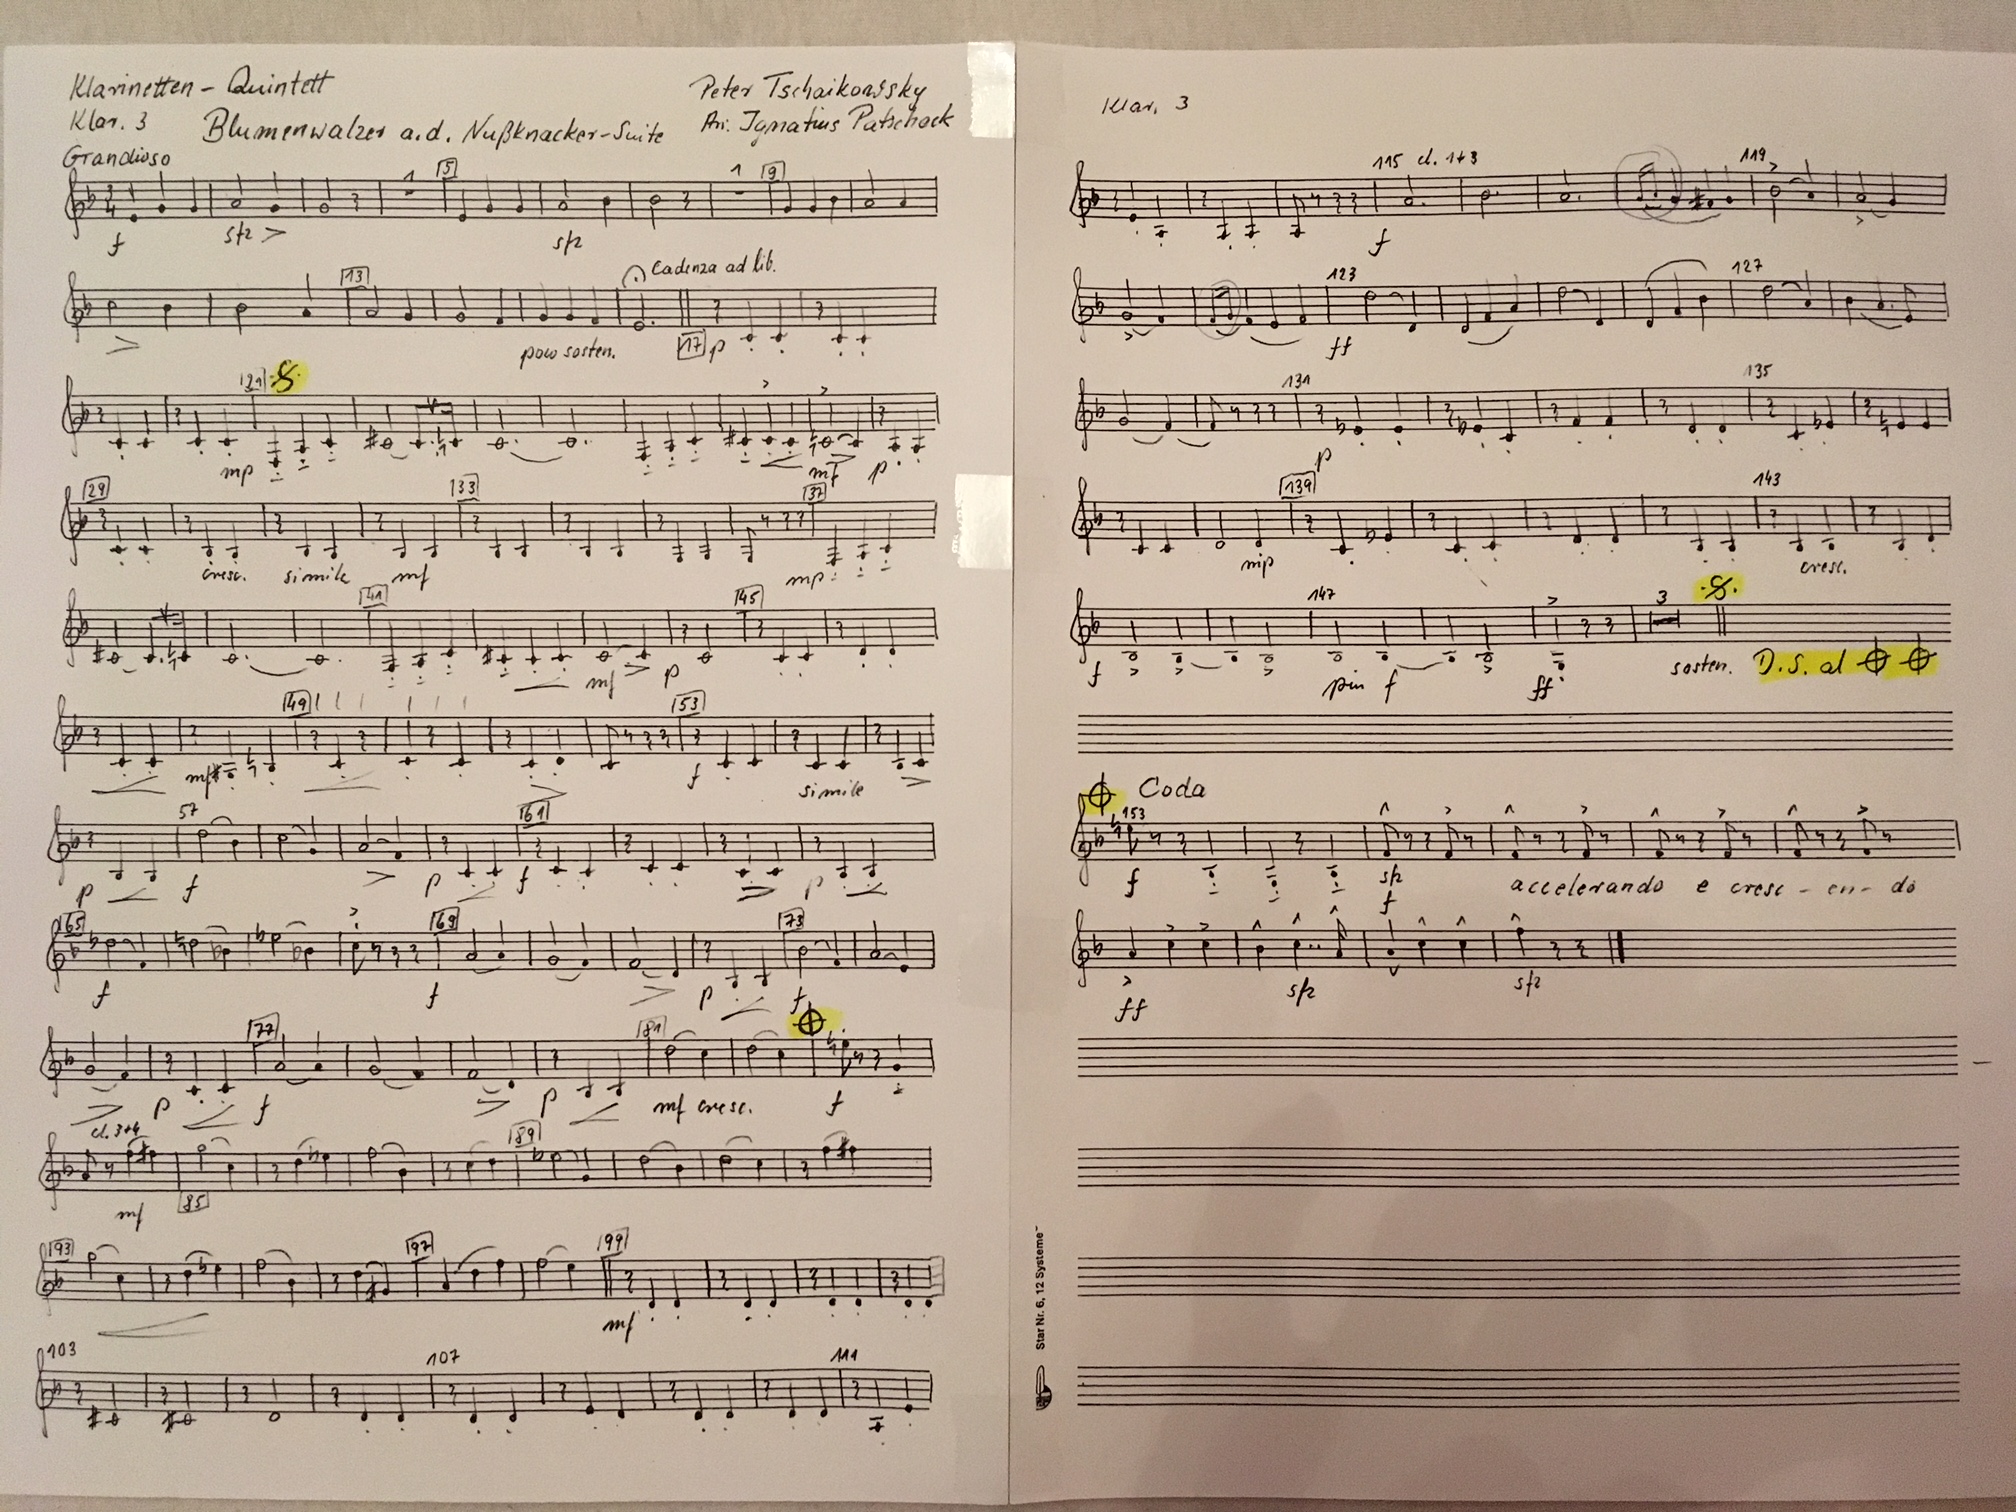 Klarinetten - Quintett
Klar. 3
Blumenwalzer a.d. Nußknacker-Suite
Peter Tschaikowssky
Arr. Ignatius Patschack
Grandioso
1 5 1 9
f sfz sfz
13 Cadenza ad lib.
poco sosten. 17 p
21
mp mf p
29 33 37
cresc. simile mf mp
41 45
mf p
49 53
mf f simile
57 61
p f p f p
65 69 73
f f p f
77 81
p f p mf cresc. f
cl. 3+4 89
mf 85
93 97 99
mf
103 107 111
Klar. 3
115 cl. 1+3 119
f
123 127
ff
131 135
p
139 143
mp cresc.
147 3
f più f ff sosten. D.S. al
Coda
153
f sfz accelerando e cresc - en - do
f
ff sfz sfz
Star Nr. 6, 12 Systeme